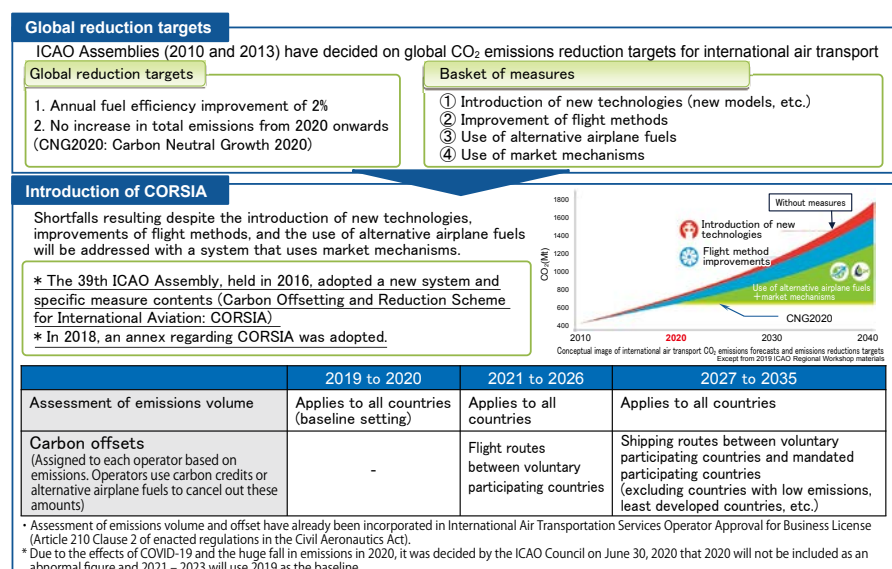 Global reduction targets
ICAO Assemblies (2010 and 2013) have decided on global CO₂ emissions reduction targets for international air transport
Global reduction targets
1. Annual fuel efficiency improvement of 2%
2. No increase in total emissions from 2020 onwards
(CNG2020: Carbon Neutral Growth 2020)
Basket of measures
① Introduction of new technologies (new models, etc.)
② Improvement of flight methods
③ Use of alternative airplane fuels
④ Use of market mechanisms
Introduction of CORSIA
Shortfalls resulting despite the introduction of new technologies,
improvements of flight methods, and the use of alternative airplane fuels
will be addressed with a system that uses market mechanisms.
* The 39th ICAO Assembly, held in 2016, adopted a new system and
specific measure contents (Carbon Offsetting and Reduction Scheme
for International Aviation: CORSIA)
* In 2018, an annex regarding CORSIA was adopted.
CO₂(Mt)
1800
1600
1400
1200
1000
800
600
400
Without measures
Introduction of new
technologies
Flight method
improvements
Use of alternative airplane fuels
+market mechanisms
CNG2020
2010
2020
2030
2040
Conceptual image of international air transport CO₂ emissions forecasts and emissions reductions targets
Except from 2019 ICAO Regional Workshop materials
2019 to 2020
2021 to 2026
2027 to 2035
Assessment of emissions volume
Applies to all countries
(baseline setting)
Applies to all
countries
Applies to all countries
Carbon offsets
(Assigned to each operator based on
emissions. Operators use carbon credits or
alternative airplane fuels to cancel out these
amounts)
-
Flight routes
between voluntary
participating countries
Shipping routes between voluntary
participating countries and mandated
participating countries
(excluding countries with low emissions,
least developed countries, etc.)
・Assessment of emissions volume and offset have already been incorporated in International Air Transportation Services Operator Approval for Business License
(Article 210 Clause 2 of enacted regulations in the Civil Aeronautics Act).
* Due to the effects of COVID-19 and the huge fall in emissions in 2020, it was decided by the ICAO Council on June 30, 2020 that 2020 will not be included as an
abnormal figure and 2021 – 2023 will use 2019 as the baseline